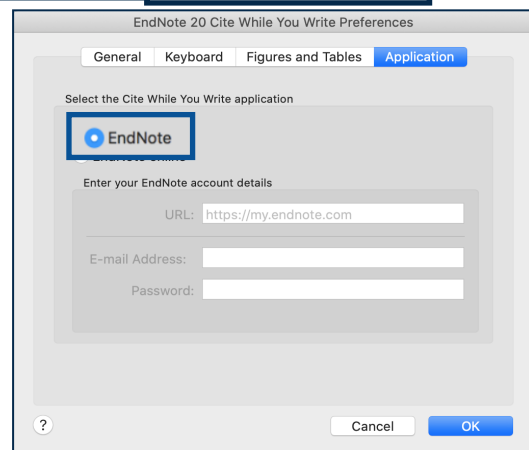 EndNote 20 Cite While You Write Preferences
General Keyboard Figures and Tables Application
Select the Cite While You Write application
EndNote
Enter your EndNote account details
URL: https://my.endnote.com
E-mail Address:
Password:
? Cancel OK